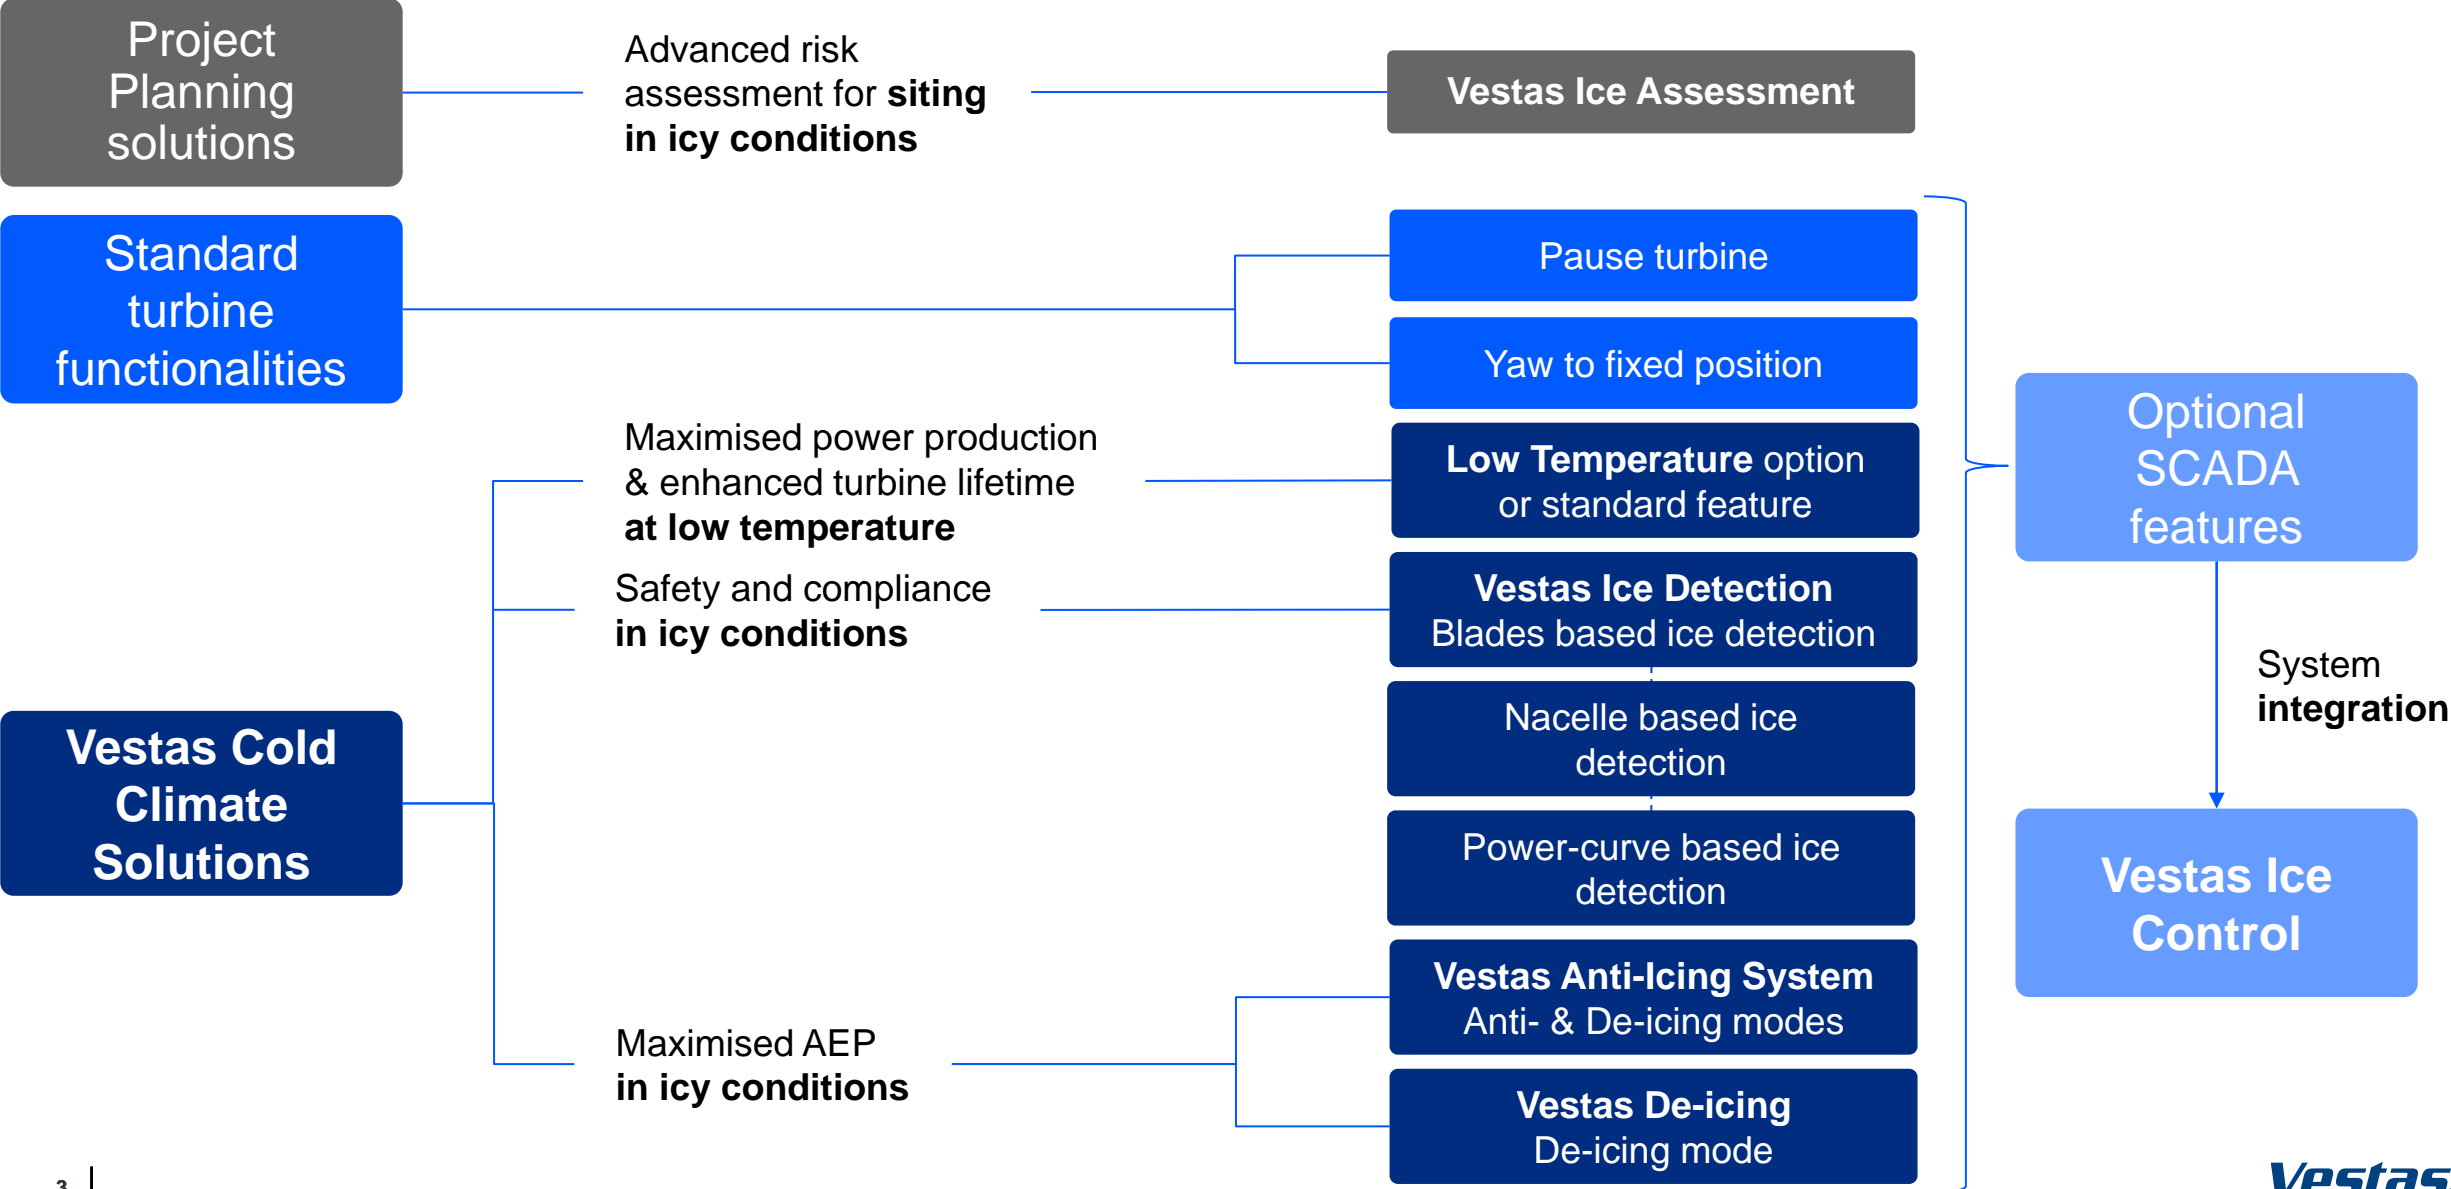 Project
Planning
solutions
Advanced risk
assessment for siting
in icy conditions
Vestas Ice Assessment
Standard
turbine
functionalities
Pause turbine
Yaw to fixed position
Maximised power production
& enhanced turbine lifetime
at low temperature
Low Temperature option
or standard feature
Safety and compliance
in icy conditions
Vestas Ice Detection
Blades based ice detection
Nacelle based ice
detection
Power-curve based ice
detection
Vestas Cold
Climate
Solutions
Maximised AEP
in icy conditions
Vestas Anti-Icing System
Anti- & De-icing modes
Vestas De-icing
De-icing mode
Optional
SCADA
features
System
integration
Vestas Ice
Control
3
Vestas